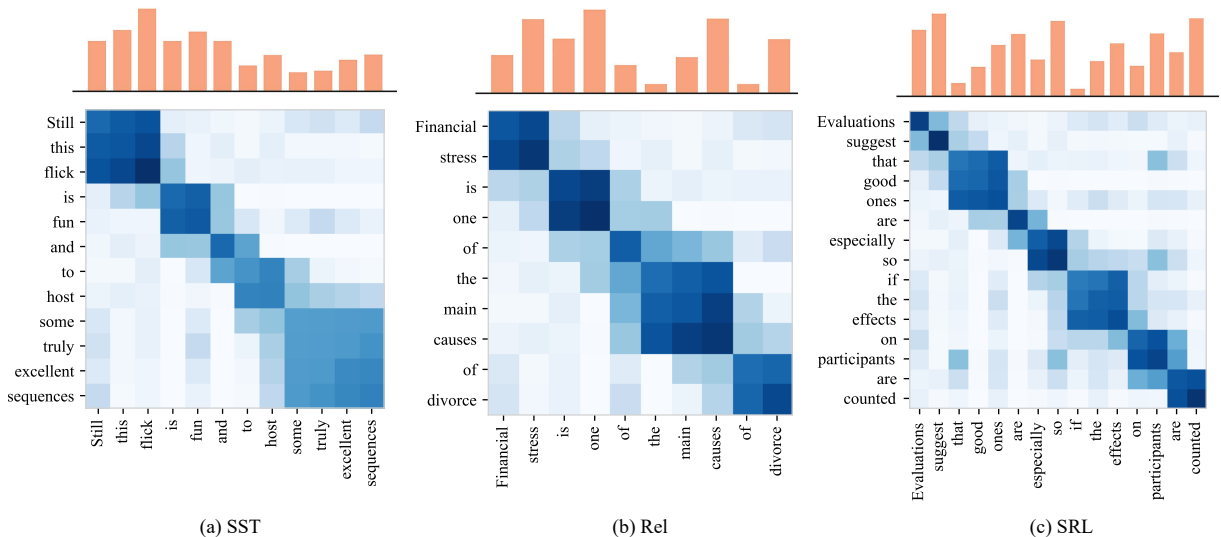 Still
this
flick
is
fun
and
to
host
some
truly
excellent
sequences
Still
this
flick
is
fun
and
to
host
some
truly
excellent
sequences
(a) SST
Financial
stress
is
one
of
the
main
causes
of
divorce
Financial
stress
is
one
of
the
main
causes
of
divorce
(b) Rel
Evaluations
suggest
that
good
ones
are
especially
so
if
the
effects
on
participants
are
counted
Evaluations
suggest
that
good
ones
are
especially
so
if
the
effects
on
participants
are
counted
(c) SRL